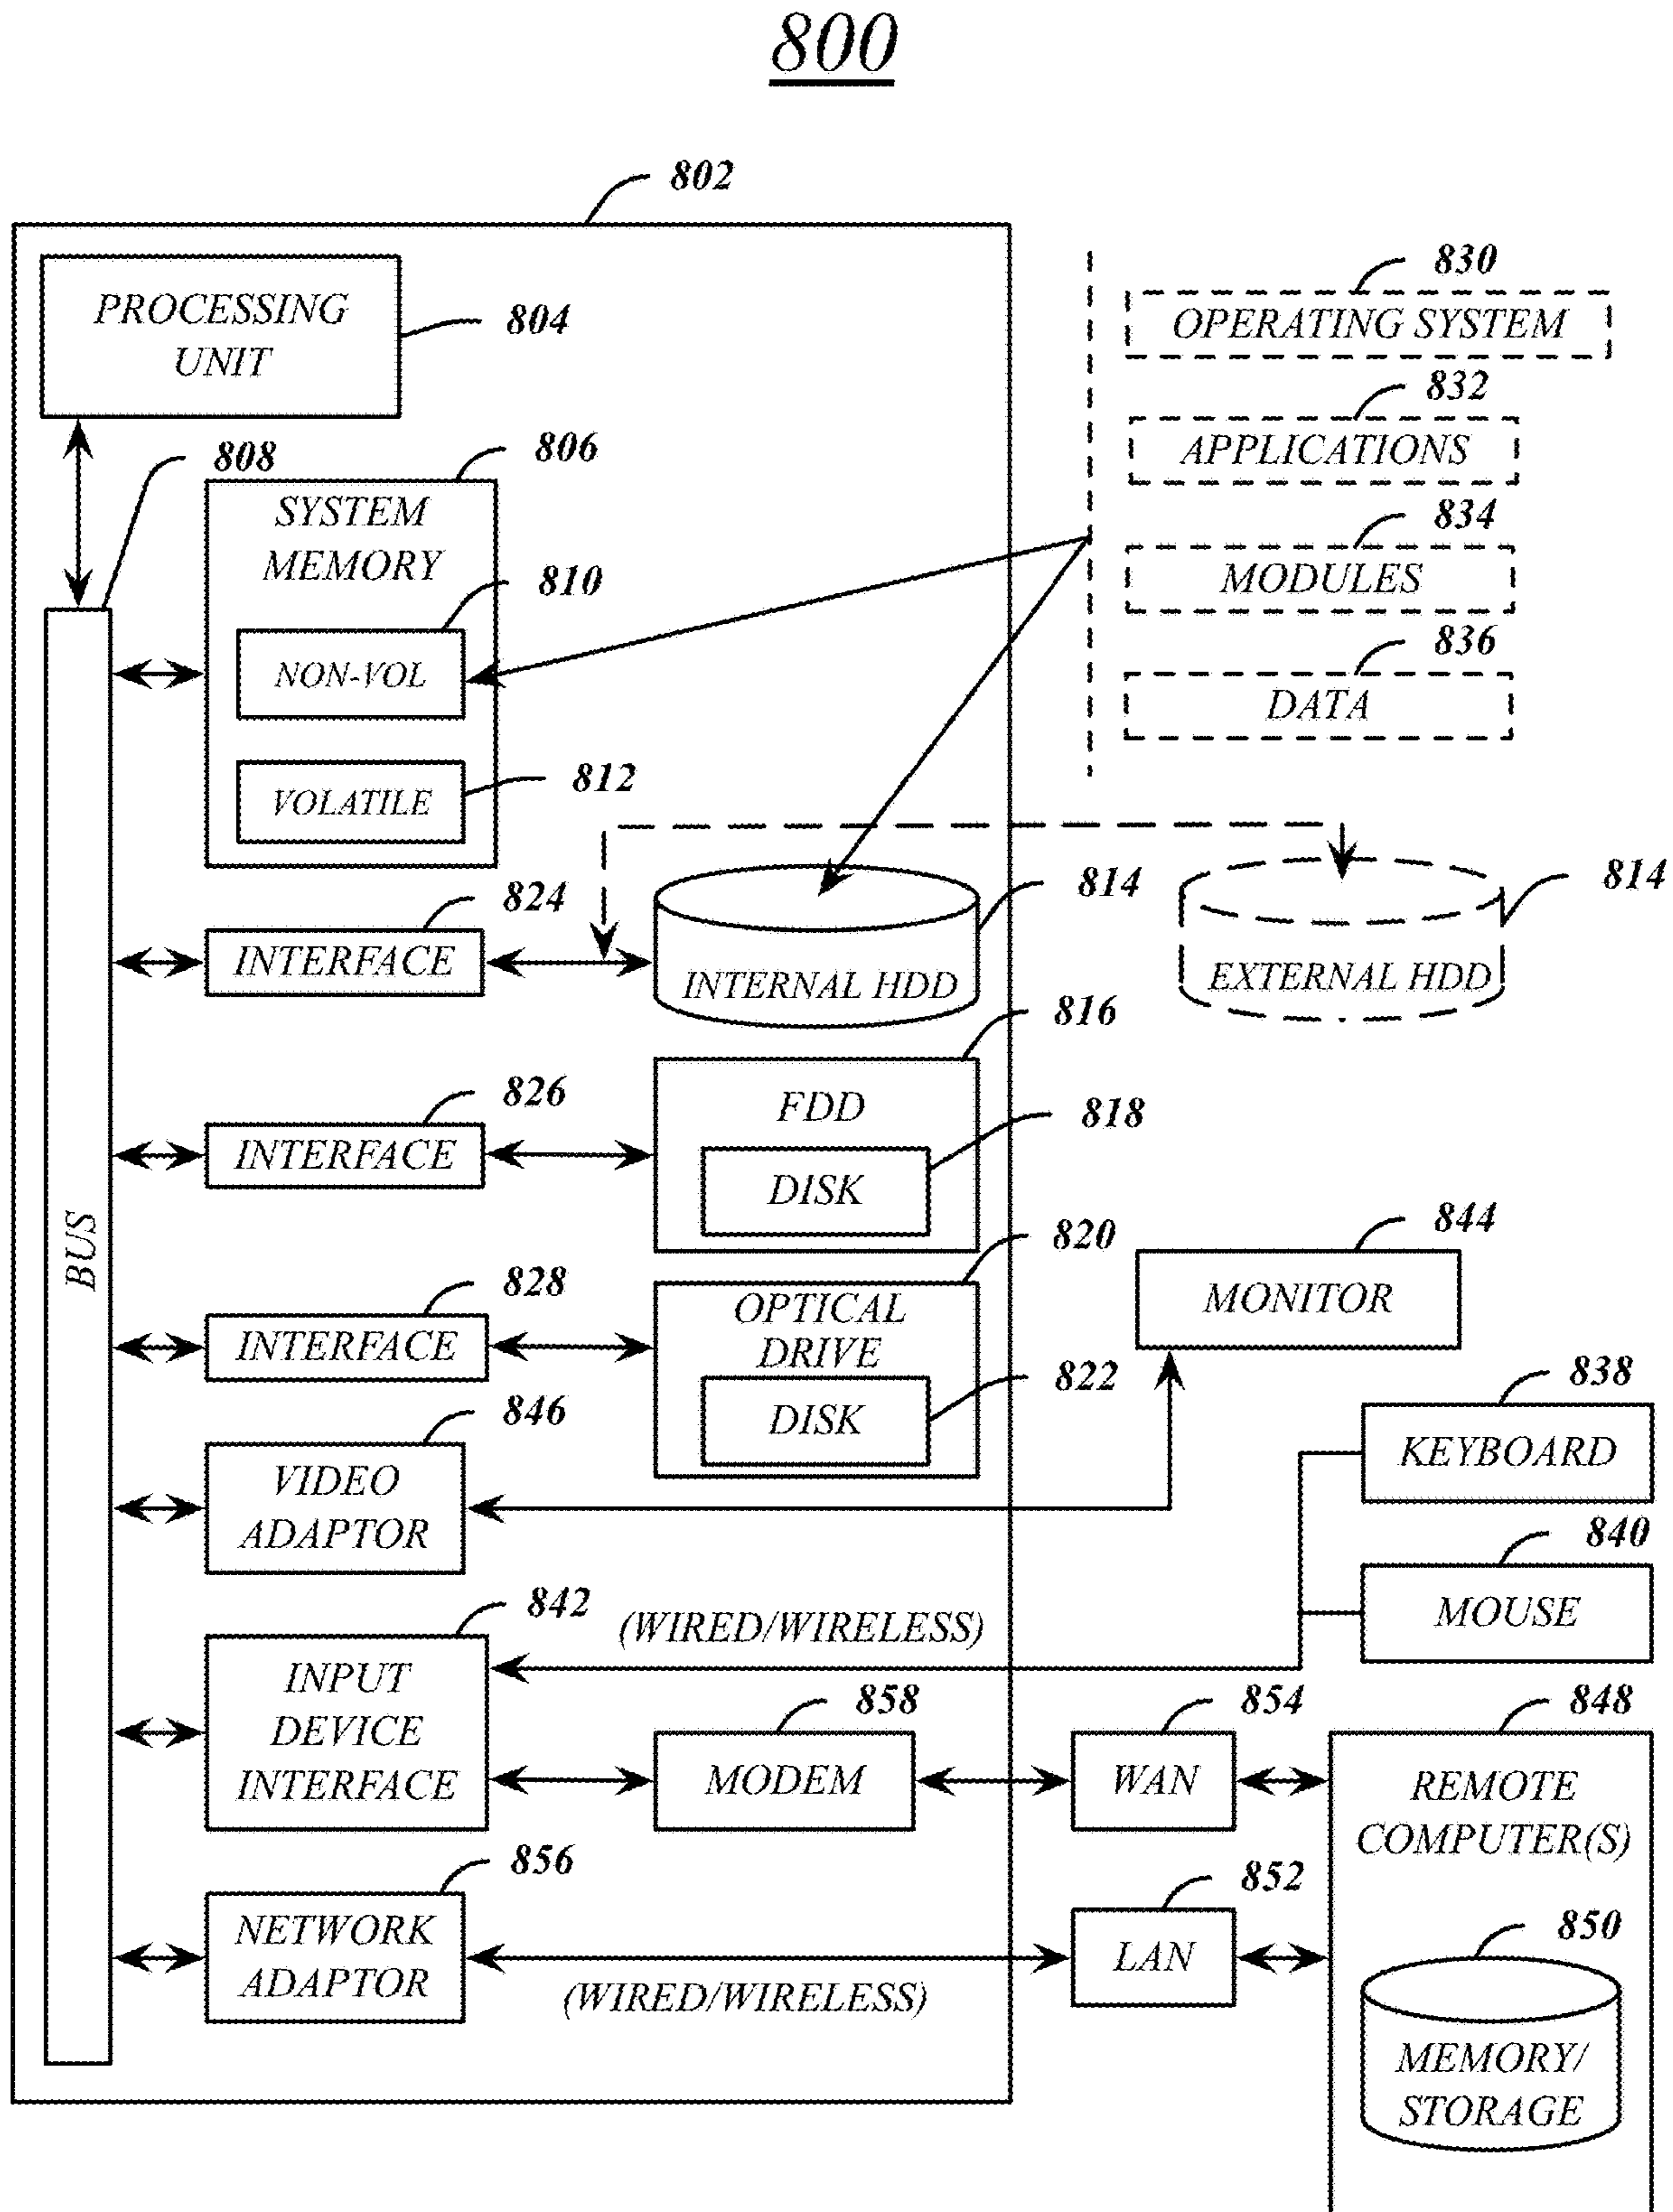 800
802
PROCESSING
UNIT
804
830
OPERATING SYSTEM
832
APPLICATIONS
834
MODULES
836
DATA
808
806
SYSTEM
MEMORY
810
NON-VOL
812
VOLATILE
824
INTERFACE
814
INTERNAL HDD
814
EXTERNAL HDD
826
INTERFACE
816
FDD
818
DISK
BUS
828
INTERFACE
820
OPTICAL
DRIVE
822
DISK
844
MONITOR
846
VIDEO
ADAPTOR
838
KEYBOARD
840
MOUSE
842
INPUT
DEVICE
INTERFACE
(WIRED/WIRELESS)
858
MODEM
854
WAN
848
REMOTE
COMPUTER(S)
856
NETWORK
ADAPTOR
(WIRED/WIRELESS)
852
LAN
850
MEMORY/
STORAGE